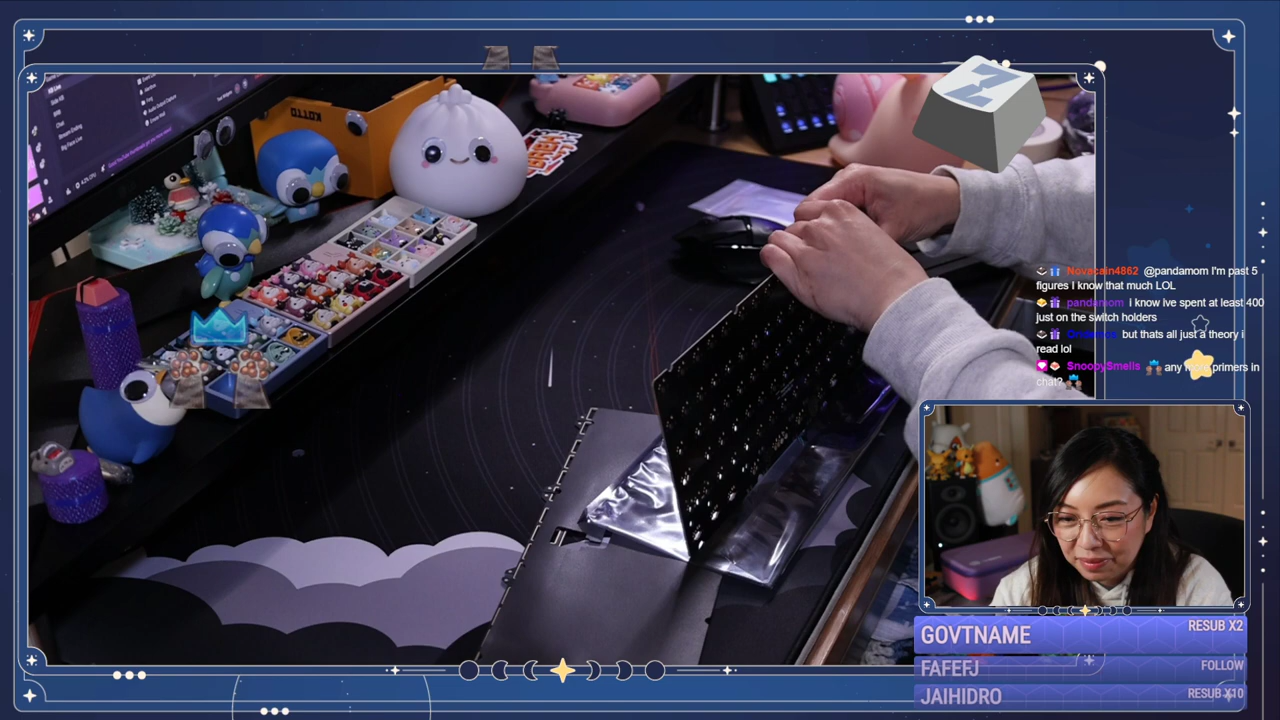 KOTTO
Z
Novacain4862 @pandamom I'm past 5
figures I know that much LOL
pandamom i know ive spent at least 400
just on the switch holders
but thats all just a theory i
read lol
SnoopySmells any more primers in
chat?
GOVTNAME RESUB X2
FAFEFJ FOLLOW
JAIHIDRO RESUB X10